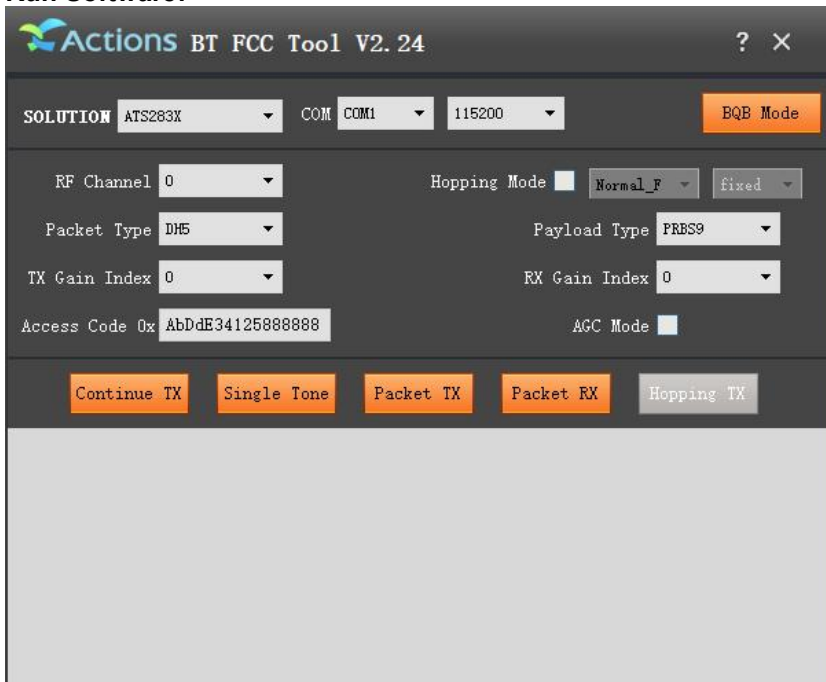 Run Software:
Actions BT FCC Tool V2.24 ? ×
SOLUTION ATS283X COM COM1 115200 BQB Mode
RF Channel 0 Hopping Mode Normal_F fixed
Packet Type DH5 Payload Type PRBS9
TX Gain Index 0 RX Gain Index 0
Access Code 0x AbDdE34125888888 AGC Mode
Continue TX Single Tone Packet TX Packet RX Hopping TX